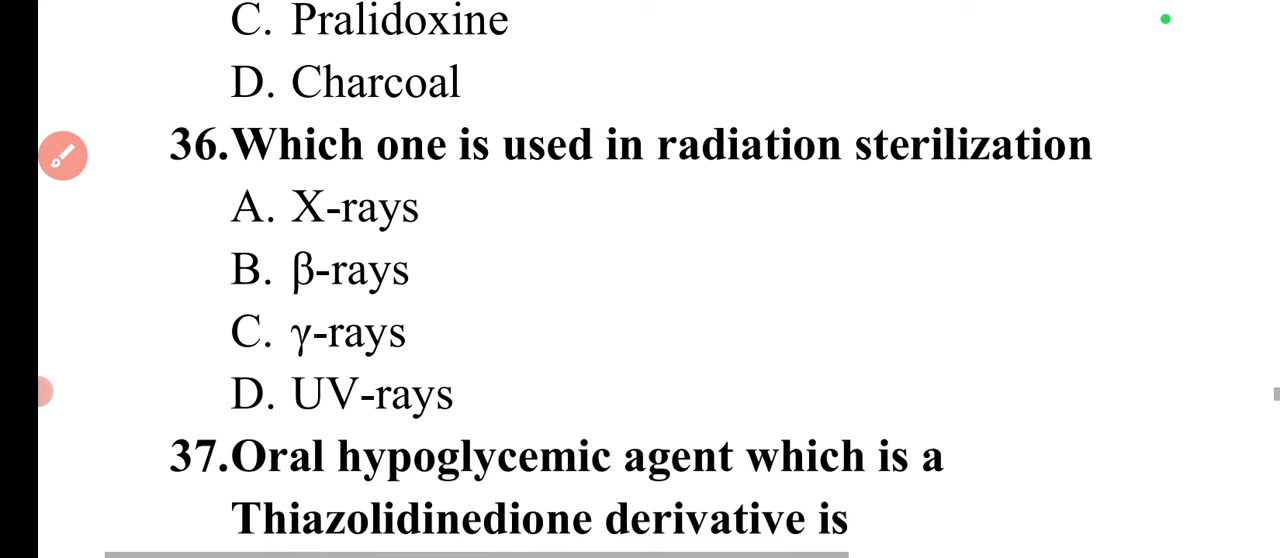 C. Pralidoxine
D. Charcoal
36.Which one is used in radiation sterilization
A. X-rays
B. β-rays
C. γ-rays
D. UV-rays
37.Oral hypoglycemic agent which is a
Thiazolidinedione derivative is